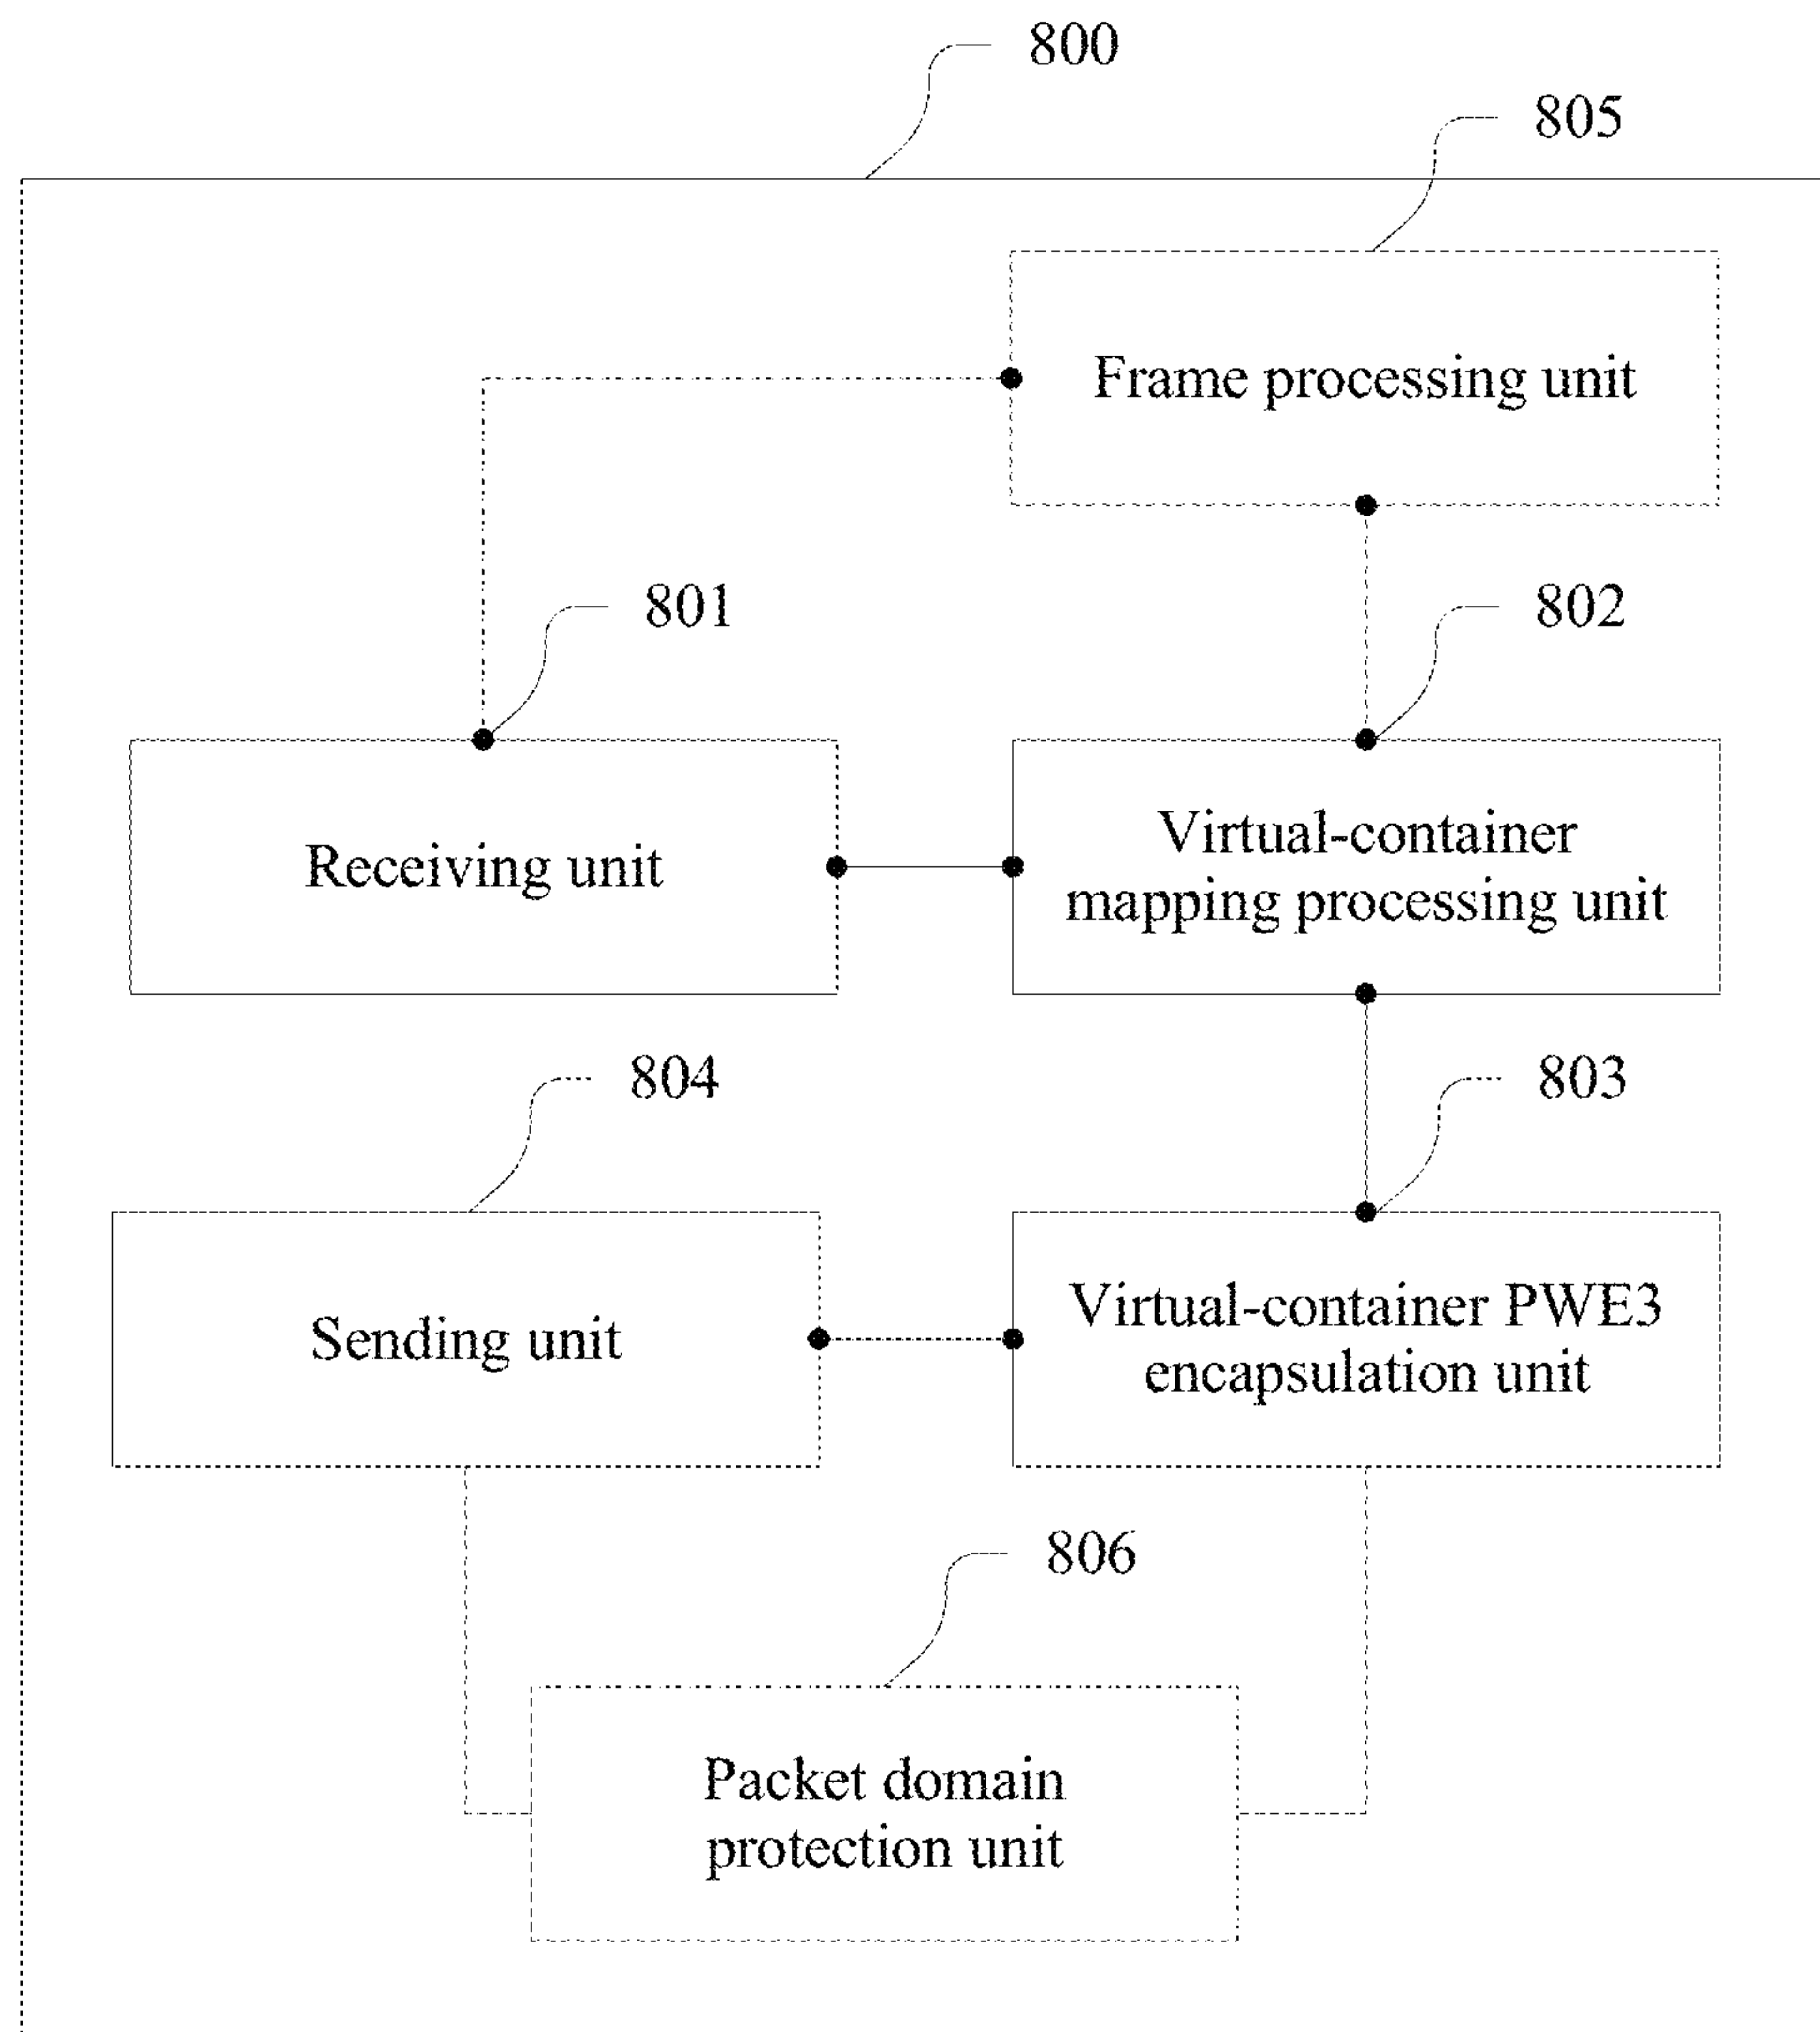 800
805
Frame processing unit
801
802
Receiving unit
Virtual-container
mapping processing unit
804
803
Sending unit
Virtual-container PWE3
encapsulation unit
806
Packet domain
protection unit